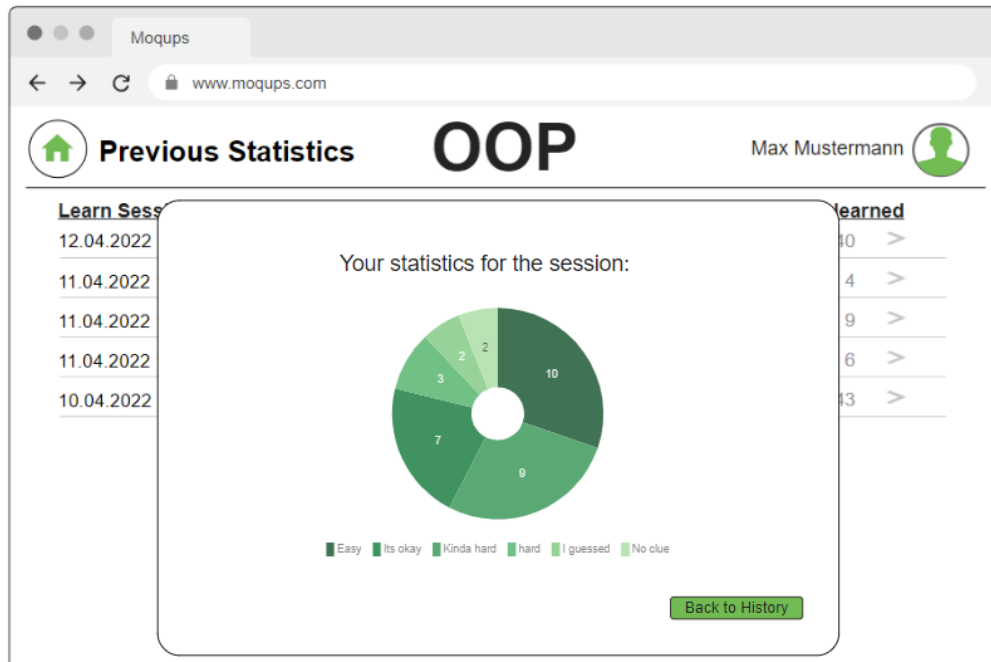 Moqups
www.moqups.com
Previous Statistics
OOP
Max Mustermann
Learn Sess
learned
12.04.2022
40 >
11.04.2022
4 >
11.04.2022
9 >
11.04.2022
6 >
10.04.2022
43 >
Your statistics for the session:
2
2
10
3
7
9
Easy Its okay Kinda hard hard I guessed No clue
Back to History